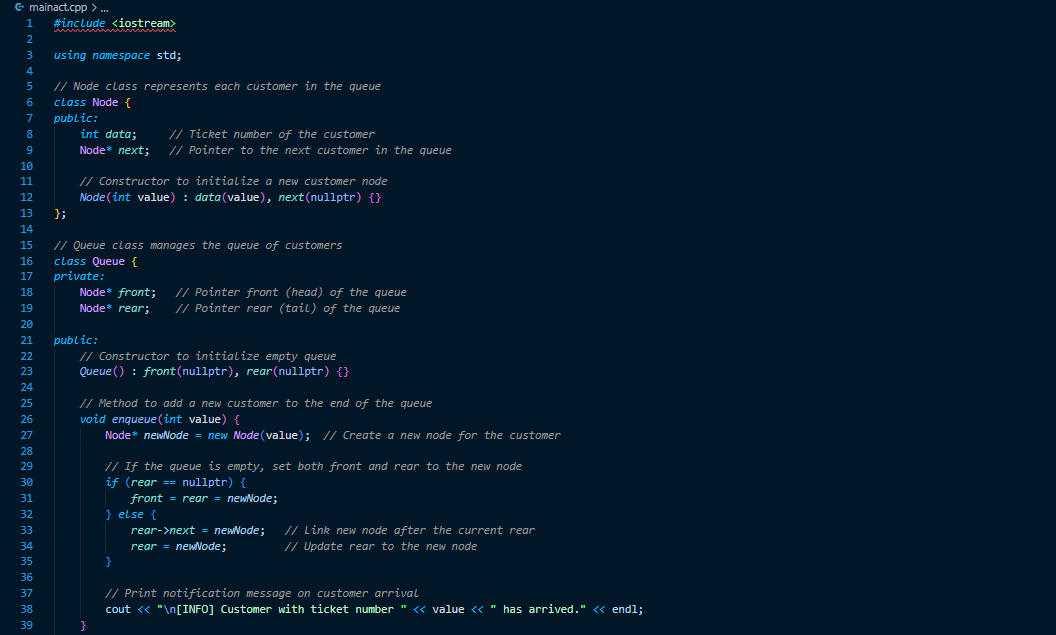 mainact.cpp > ...
1 #include <iostream>
2
3 using namespace std;
4
5 // Node class represents each customer in the queue
6 class Node {
7 public:
8     int data;     // Ticket number of the customer
9     Node* next;   // Pointer to the next customer in the queue
10
11     // Constructor to initialize a new customer node
12     Node(int value) : data(value), next(nullptr) {}
13 };
14
15 // Queue class manages the queue of customers
16 class Queue {
17 private:
18     Node* front;   // Pointer front (head) of the queue
19     Node* rear;    // Pointer rear (tail) of the queue
20
21 public:
22     // Constructor to initialize empty queue
23     Queue() : front(nullptr), rear(nullptr) {}
24
25     // Method to add a new customer to the end of the queue
26     void enqueue(int value) {
27         Node* newNode = new Node(value);  // Create a new node for the customer
28
29         // If the queue is empty, set both front and rear to the new node
30         if (rear == nullptr) {
31             front = rear = newNode;
32         } else {
33             rear->next = newNode;   // Link new node after the current rear
34             rear = newNode;         // Update rear to the new node
35         }
36
37         // Print notification message on customer arrival
38         cout << "\n[INFO] Customer with ticket number " << value << " has arrived." << endl;
39     }